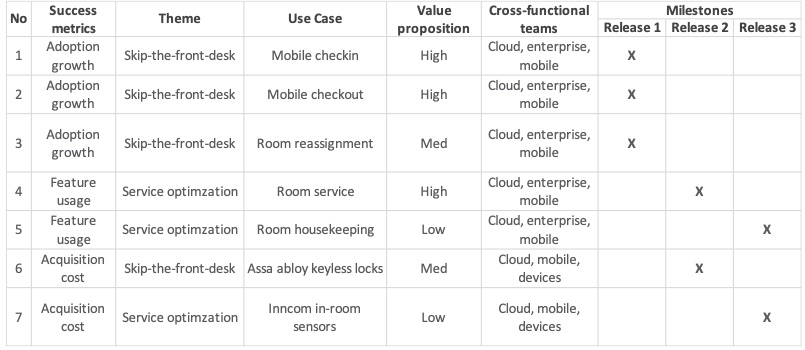 No Success metrics Theme Use Case Value proposition Cross-functional teams Milestones
Release 1 Release 2 Release 3
1 Adoption growth Skip-the-front-desk Mobile checkin High Cloud, enterprise, mobile X
2 Adoption growth Skip-the-front-desk Mobile checkout High Cloud, enterprise, mobile X
3 Adoption growth Skip-the-front-desk Room reassignment Med Cloud, enterprise, mobile X
4 Feature usage Service optimzation Room service High Cloud, enterprise, mobile X
5 Feature usage Service optimzation Room housekeeping Low Cloud, enterprise, mobile X
6 Acquisition cost Skip-the-front-desk Assa abloy keyless locks Med Cloud, mobile, devices X
7 Acquisition cost Service optimzation Inncom in-room sensors Low Cloud, mobile, devices X